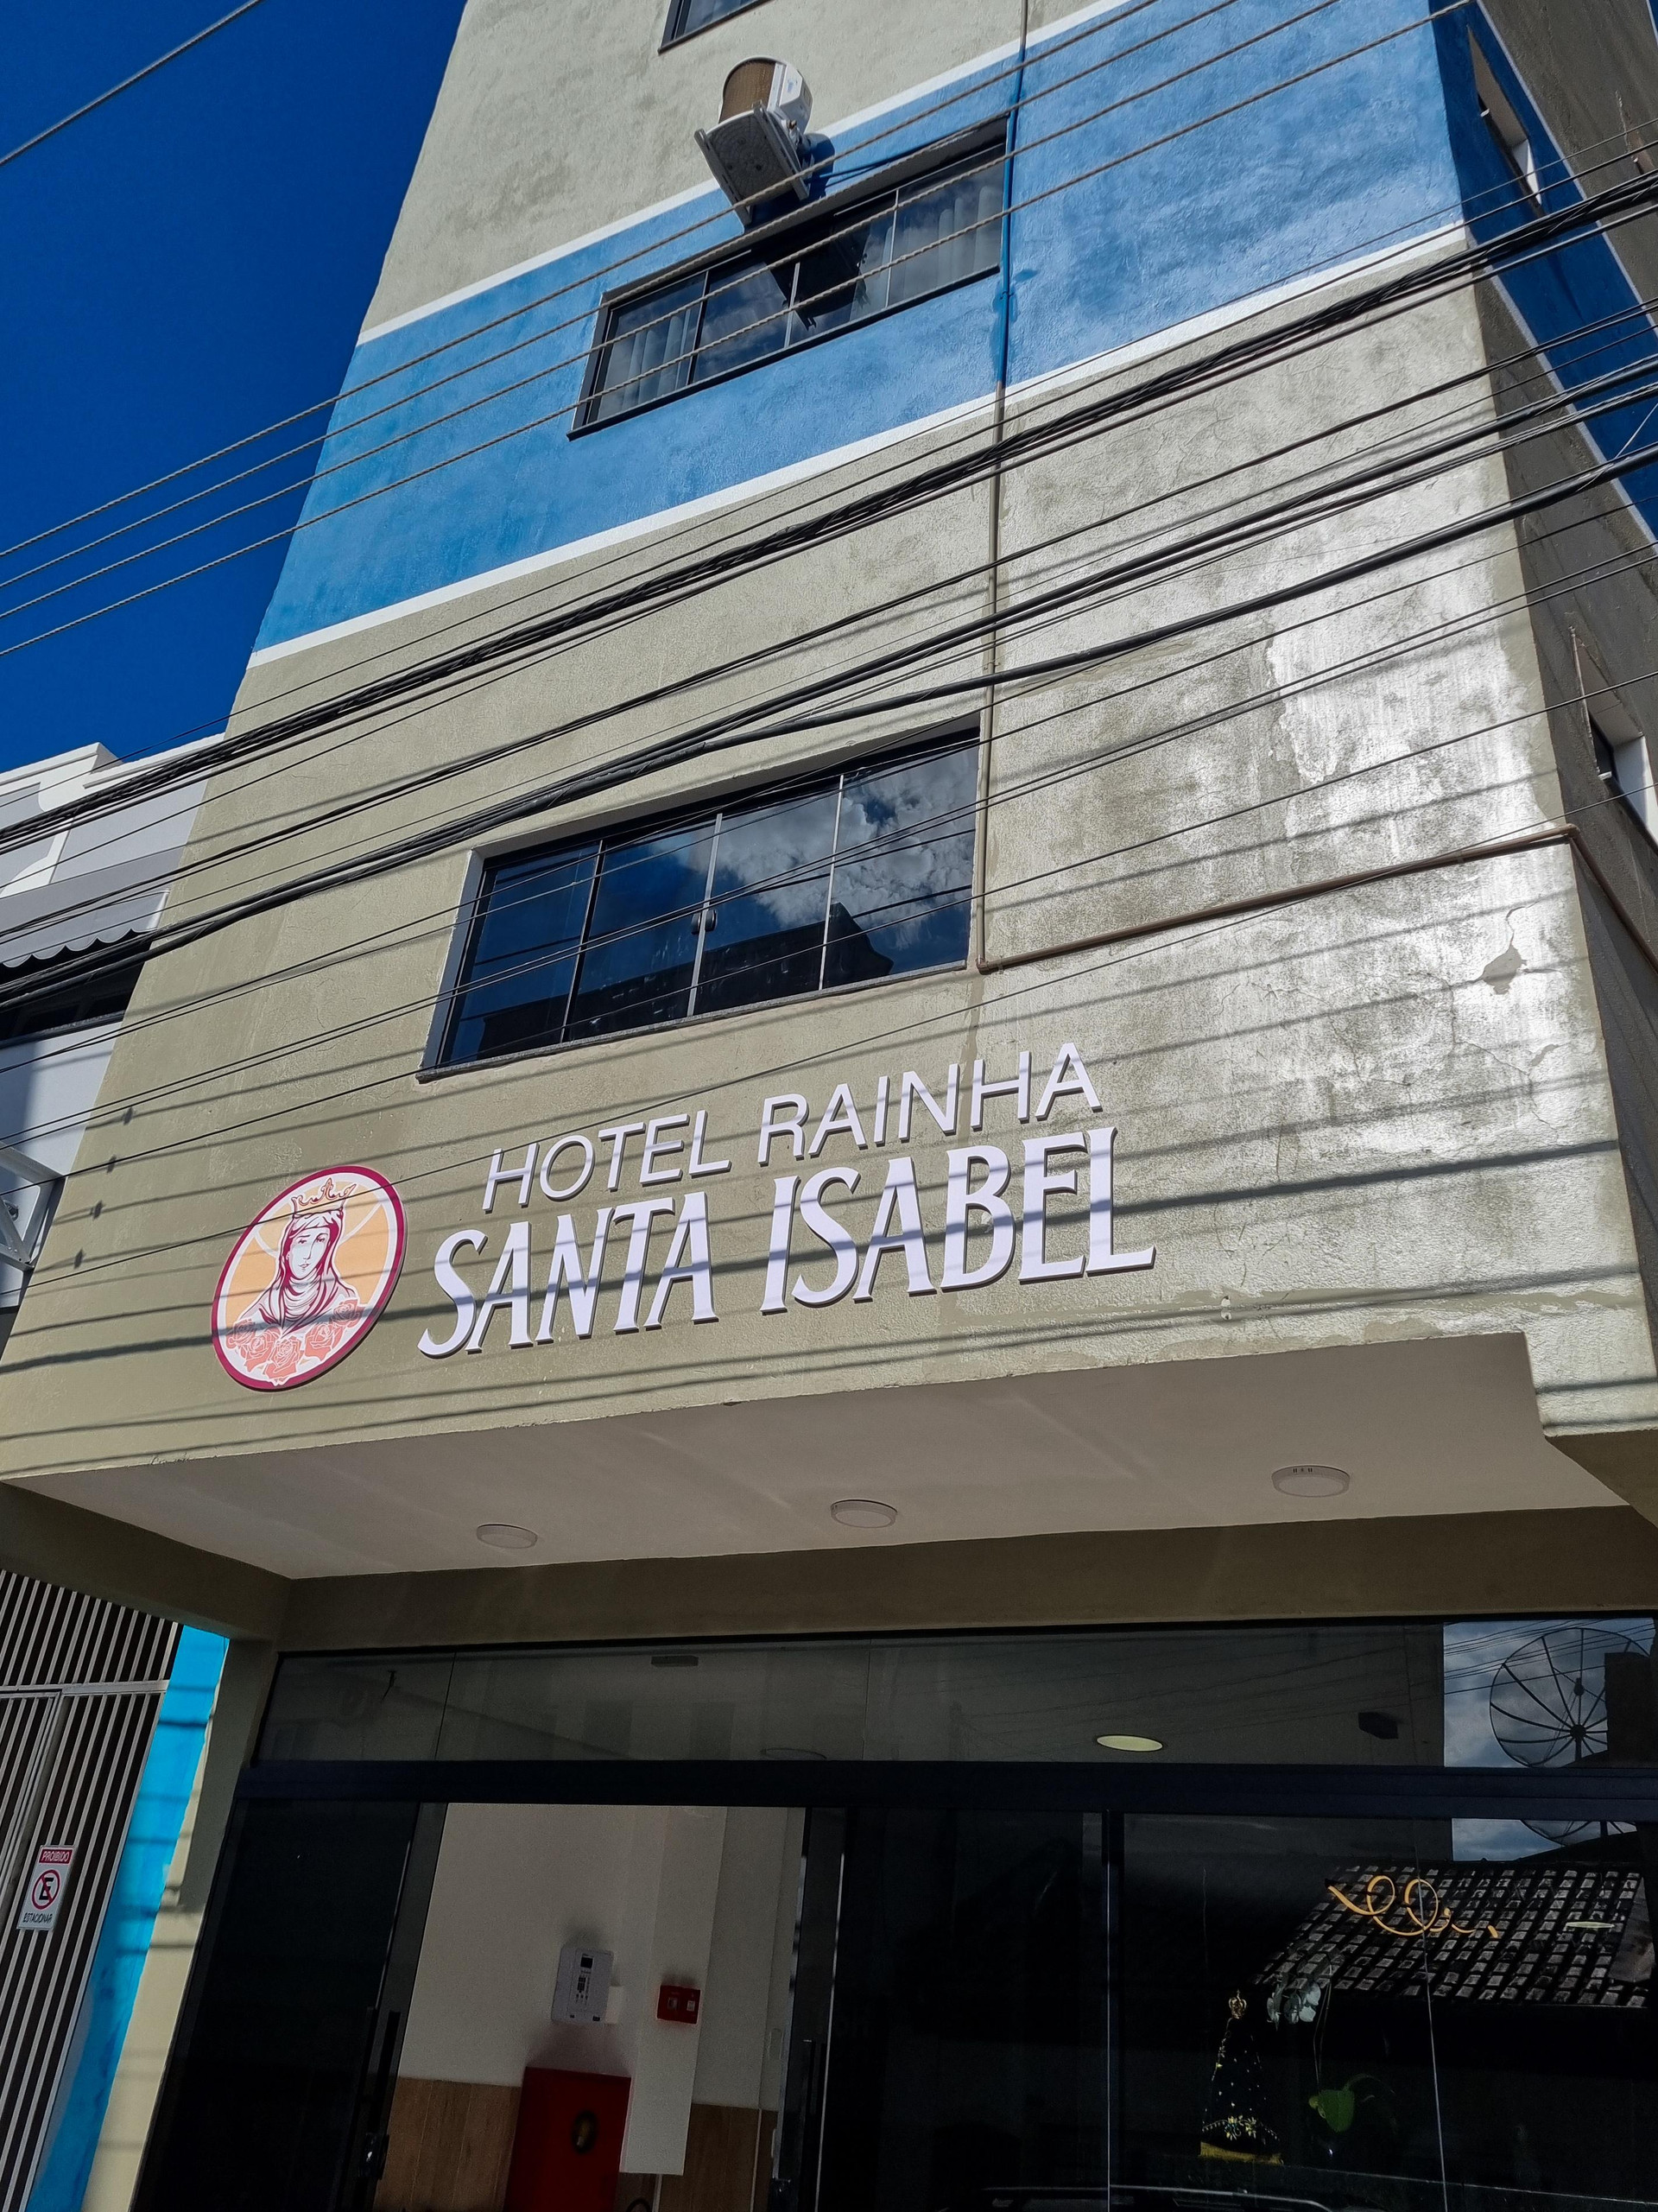 HOTEL RAINHA
SANTA ISABEL
PROIBIDO
E
ESTACIONAR